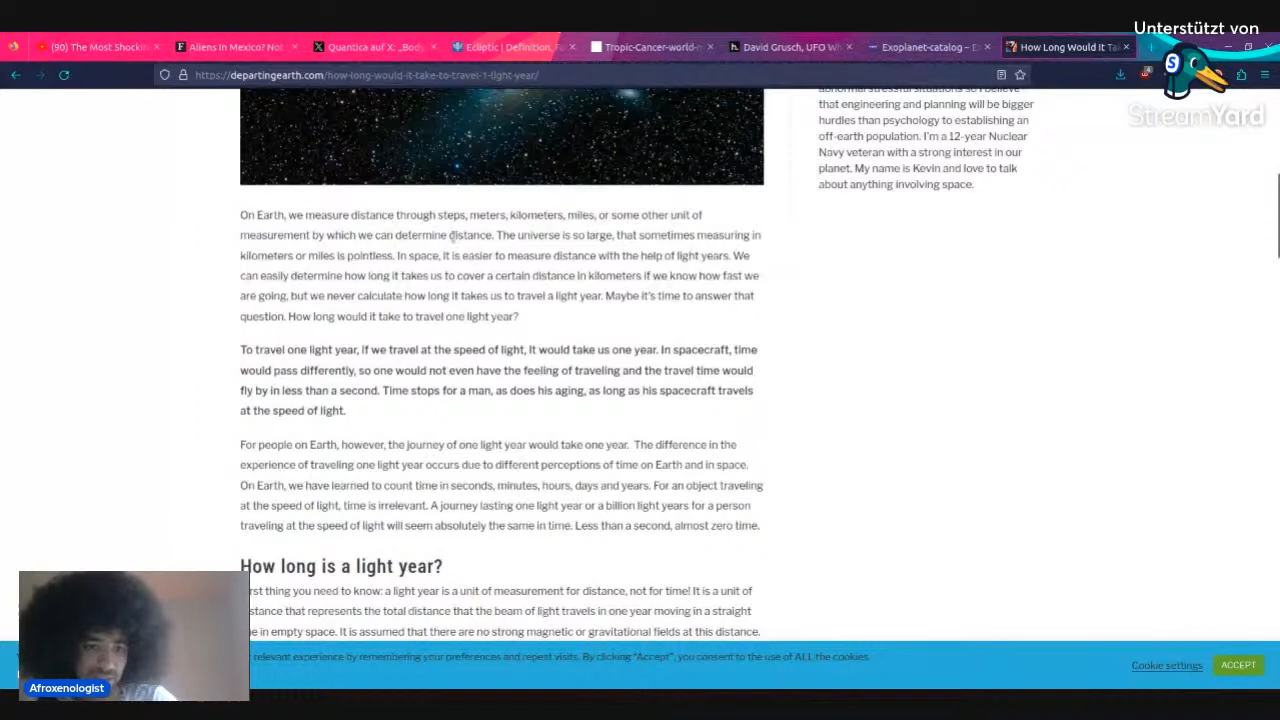 Unterstützt von
StreamYard
(90) The Most Shockin
Aliens in Mexico? Not
Quantica auf X: „Body
Ecliptic | Definition, F
Tropic-Cancer-world-m
David Grusch, UFO W
Exoplanet-catalog – E
How Long Would It Ta
https://departingearth.com/how-long-would-it-take-to-travel-1-light-year/
abnormal stressful situations so I believe
that engineering and planning will be bigger
hurdles than psychology to establishing an
off-earth population. I'm a 12-year Nuclear
Navy veteran with a strong interest in our
planet. My name is Kevin and love to talk
about anything involving space.
On Earth, we measure distance through steps, meters, kilometers, miles, or some other unit of
measurement by which we can determine distance. The universe is so large, that sometimes measuring in
kilometers or miles is pointless. In space, it is easier to measure distance with the help of light years. We
can easily determine how long it takes us to cover a certain distance in kilometers if we know how fast we
are going, but we never calculate how long it takes us to travel a light year. Maybe it's time to answer that
question. How long would it take to travel one light year?
To travel one light year, if we travel at the speed of light, it would take us one year. In spacecraft, time
would pass differently, so one would not even have the feeling of traveling and the travel time would
fly by in less than a second. Time stops for a man, as does his aging, as long as his spacecraft travels
at the speed of light.
For people on Earth, however, the journey of one light year would take one year. The difference in the
experience of traveling one light year occurs due to different perceptions of time on Earth and in space.
On Earth, we have learned to count time in seconds, minutes, hours, days and years. For an object traveling
at the speed of light, time is irrelevant. A journey lasting one light year or a billion light years for a person
traveling at the speed of light will seem absolutely the same in time. Less than a second, almost zero time.
How long is a light year?
irst thing you need to know: a light year is a unit of measurement for distance, not for time! It is a unit of
istance that represents the total distance that the beam of light travels in one year moving in a straight
e in empty space. It is assumed that there are no strong magnetic or gravitational fields at this distance.
relevant experience by remembering your preferences and repeat visits. By clicking "Accept", you consent to the use of ALL the cookies.
Cookie settings
ACCEPT
Afroxenologist